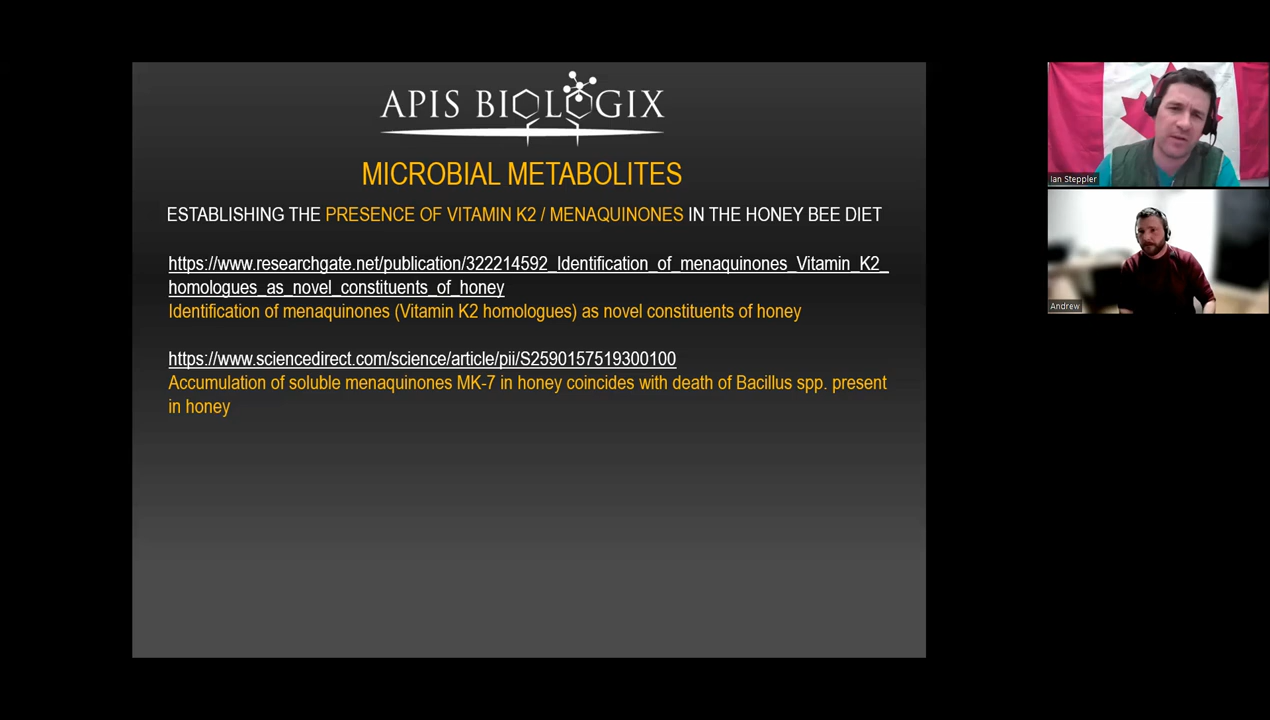 APIS BIOLOGIX
MICROBIAL METABOLITES
ESTABLISHING THE PRESENCE OF VITAMIN K2 / MENAQUINONES IN THE HONEY BEE DIET
https://www.researchgate.net/publication/322214592_Identification_of_menaquinones_Vitamin_K2_
homologues_as_novel_constituents_of_honey
Identification of menaquinones (Vitamin K2 homologues) as novel constituents of honey
https://www.sciencedirect.com/science/article/pii/S2590157519300100
Accumulation of soluble menaquinones MK-7 in honey coincides with death of Bacillus spp. present
in honey
Ian Steppler
Andrew